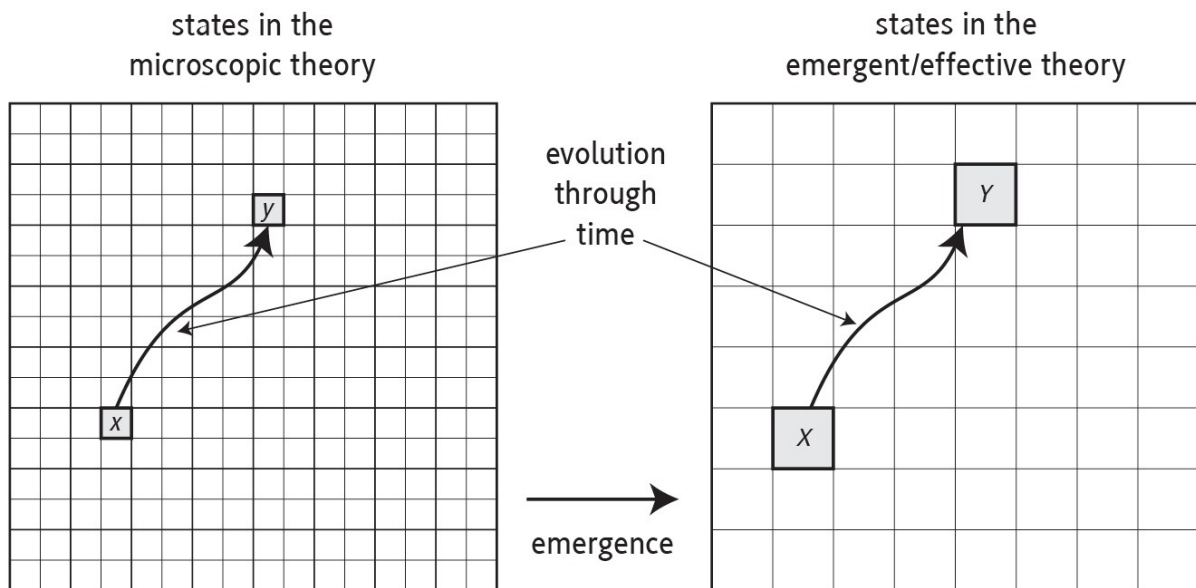 states in the
microscopic theory
states in the
emergent/effective theory
evolution
through
time
y
x
Y
X
emergence